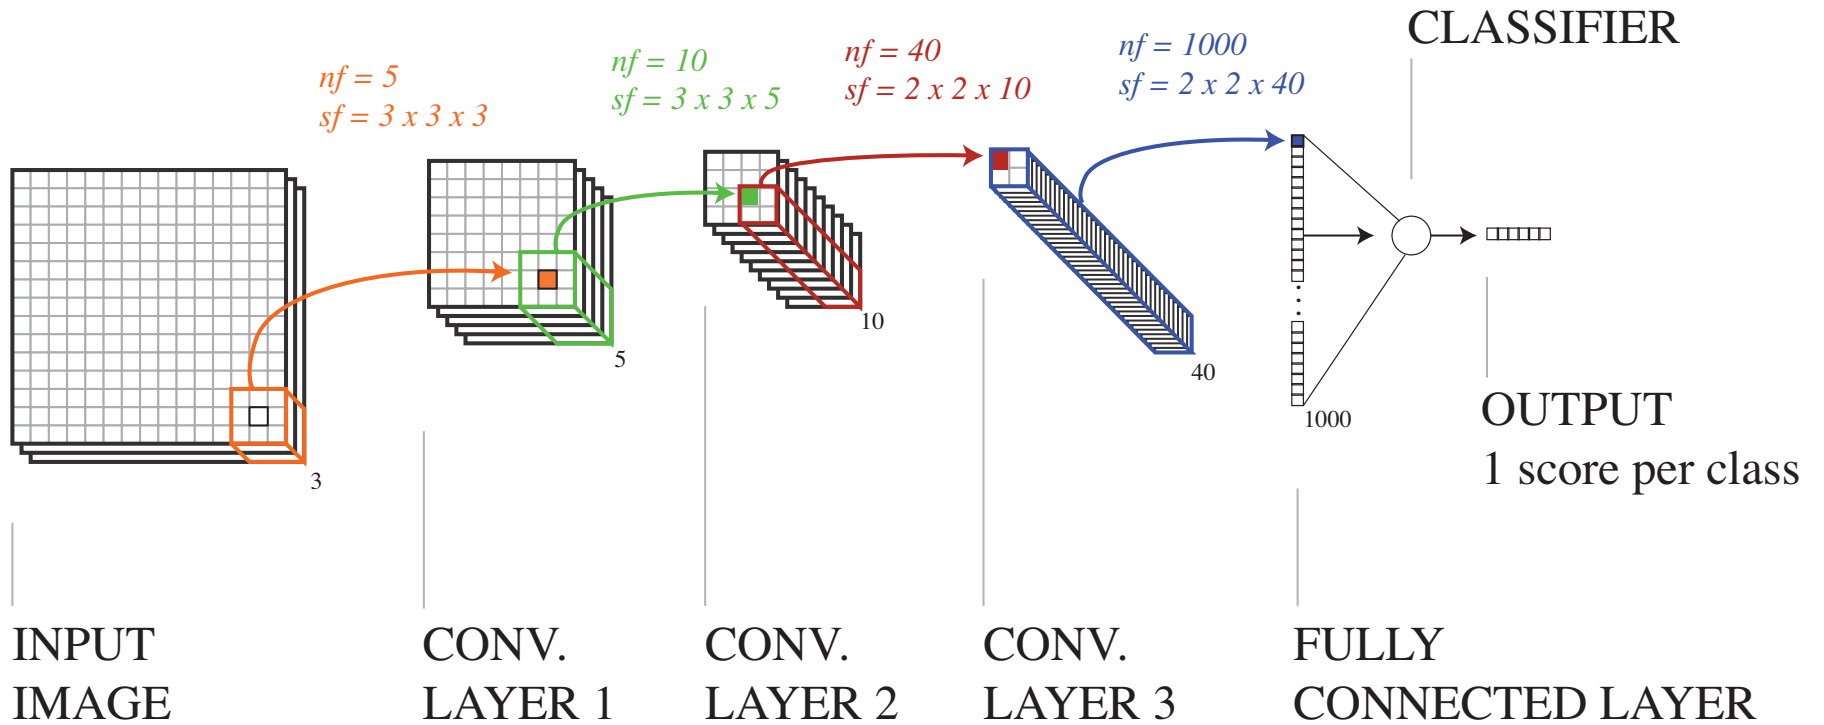 CLASSIFIER
nf = 5
sf = 3 x 3 x 3
nf = 10
sf = 3 x 3 x 5
nf = 40
sf = 2 x 2 x 10
nf = 1000
sf = 2 x 2 x 40
3
5
10
40
1000
OUTPUT
1 score per class
INPUT
IMAGE
CONV.
LAYER 1
CONV.
LAYER 2
CONV.
LAYER 3
FULLY
CONNECTED LAYER